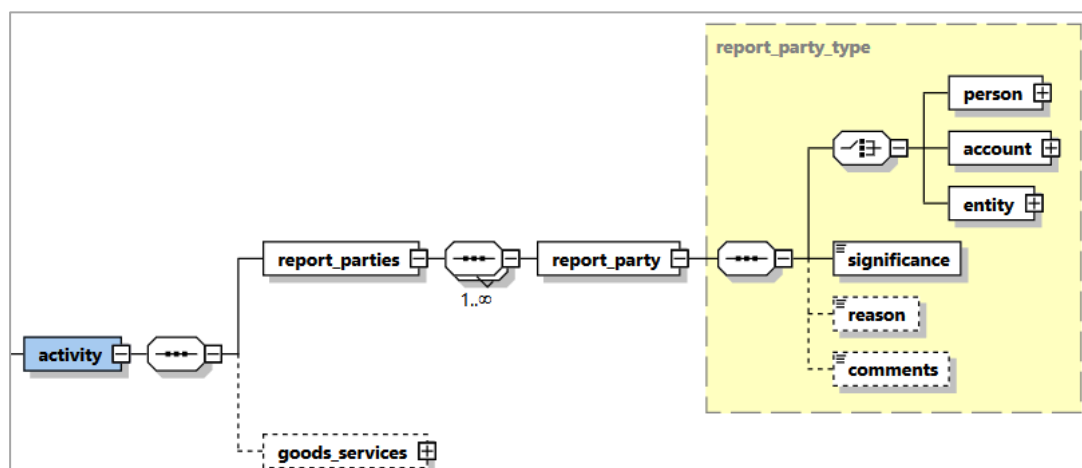 report_party_type
person
account
entity
report_parties
report_party
significance
1..∞
reason
activity
comments
goods_services